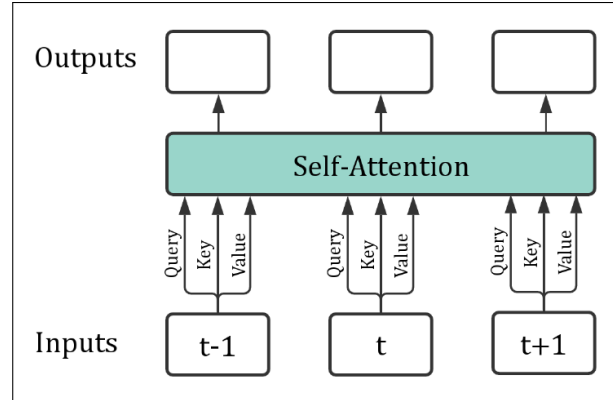 Outputs
Self-Attention
Query Key Value Query Key Value Query Key Value
Inputs t-1 t t+1